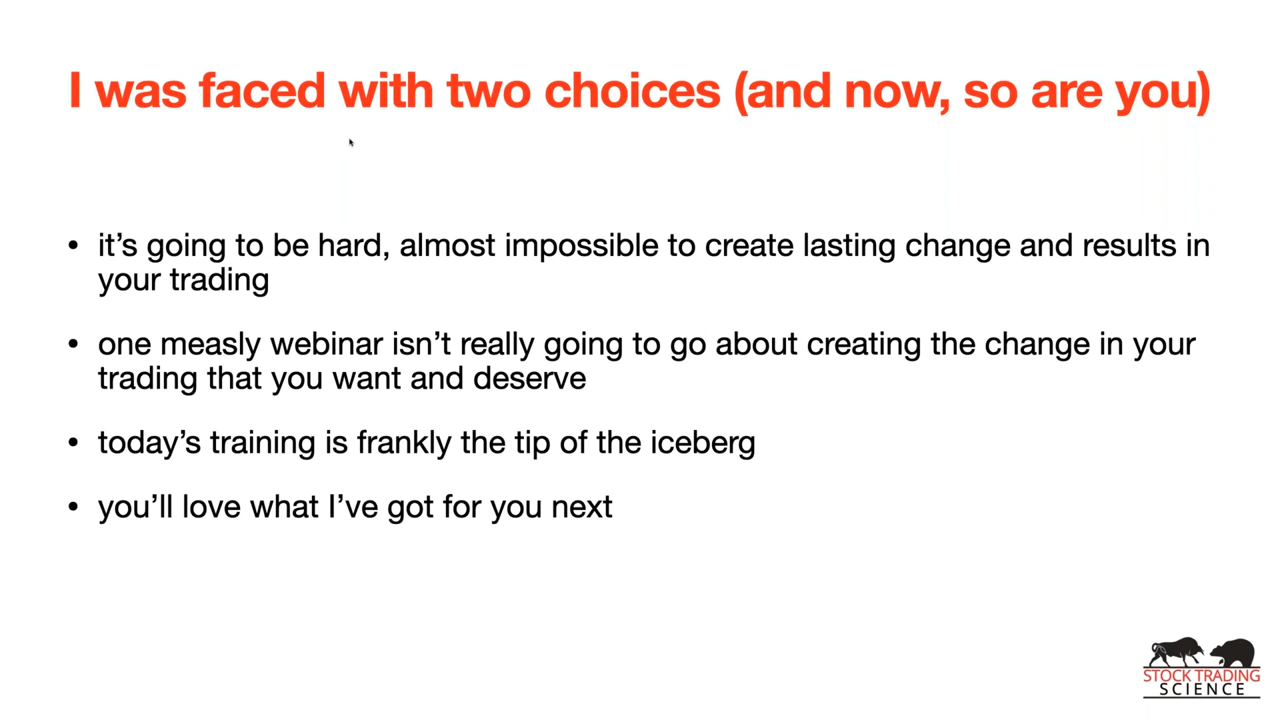 I was faced with two choices (and now, so are you)
• it’s going to be hard, almost impossible to create lasting change and results in
your trading
• one measly webinar isn’t really going to go about creating the change in your
trading that you want and deserve
• today’s training is frankly the tip of the iceberg
• you’ll love what I’ve got for you next
STOCK TRADING
SCIENCE